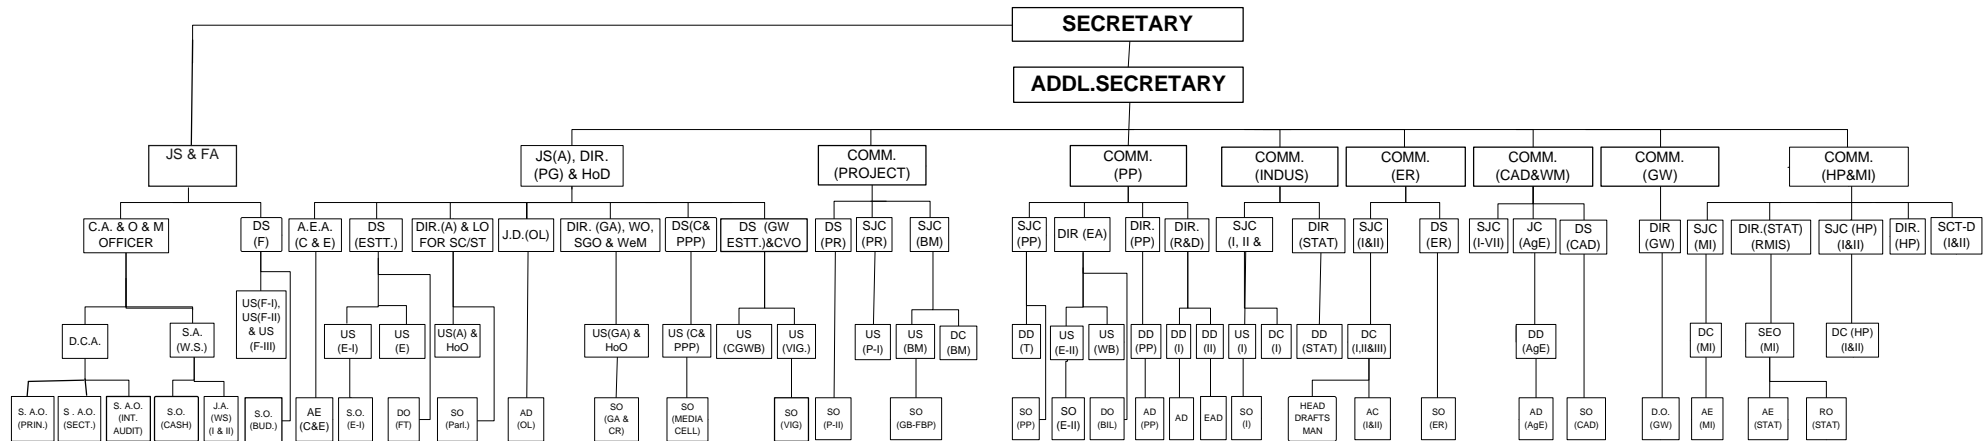 SECRETARY
ADDL.SECRETARY
JS & FA
JS(A), DIR.
(PG) & HoD
COMM.
(PROJECT)
COMM.
(PP)
COMM.
(INDUS)
COMM.
(ER)
COMM.
(CAD&WM)
COMM.
(GW)
COMM.
(HP&MI)
C.A. & O & M
OFFICER
DS
(F)
A.E.A.
(C & E)
DS
(ESTT.)
DIR.(A) & LO
FOR SC/ST
J.D.(OL)
DIR. (GA), WO,
SGO & WeM
DS(C&
PPP)
DS (GW
ESTT.)&CVO
DS
(PR)
SJC
(PR)
SJC
(BM)
SJC
(PP)
DIR (EA)
DIR.
(PP)
DIR.
(R&D)
SJC
(I, II &
DIR
(STAT)
SJC
(I&II)
DS
(ER)
SJC
(I-VII)
JC
(AgE)
DS
(CAD)
DIR
(GW)
SJC
(MI)
DIR.(STAT)
(RMIS)
SJC (HP)
(I&II)
DIR.
(HP)
SCT-D
(I&II)
D.C.A.
S.A.
(W.S.)
US(F-I),
US(F-II)
& US
(F-III)
US
(E-I)
US
(E)
US(A) &
HoO
US(GA) &
HoO
US (C&
PPP)
US
(CGWB)
US
(VIG.)
US
(P-I)
US
(BM)
DC
(BM)
DD
(T)
US
(E-II)
US
(WB)
DD
(PP)
DD
(I)
DD
(II)
US
(I)
DC
(I)
DD
(STAT)
DC
(I,II&III)
DD
(AgE)
DC
(MI)
SEO
(MI)
DC (HP)
(I&II)
S. A.O.
(PRIN.)
S . A.O.
(SECT.)
S. A.O.
(INT.
AUDIT)
S.O.
(CASH)
J.A.
(WS)
(I & II)
S.O.
(BUD.)
AE
(C&E)
S.O.
(E-I)
DO
(FT)
SO
(Parl.)
AD
(OL)
SO
(GA &
CR)
SO
(MEDIA
CELL)
SO
(VIG)
SO
(P-II)
SO
(GB-FBP)
SO
(PP)
SO
(E-II)
DO
(BIL)
AD
(PP)
AD
EAD
SO
(I)
HEAD
DRAFTS
MAN
AC
(I&II)
SO
(ER)
AD
(AgE)
SO
(CAD)
D.O.
(GW)
AE
(MI)
AE
(STAT)
RO
(STAT)